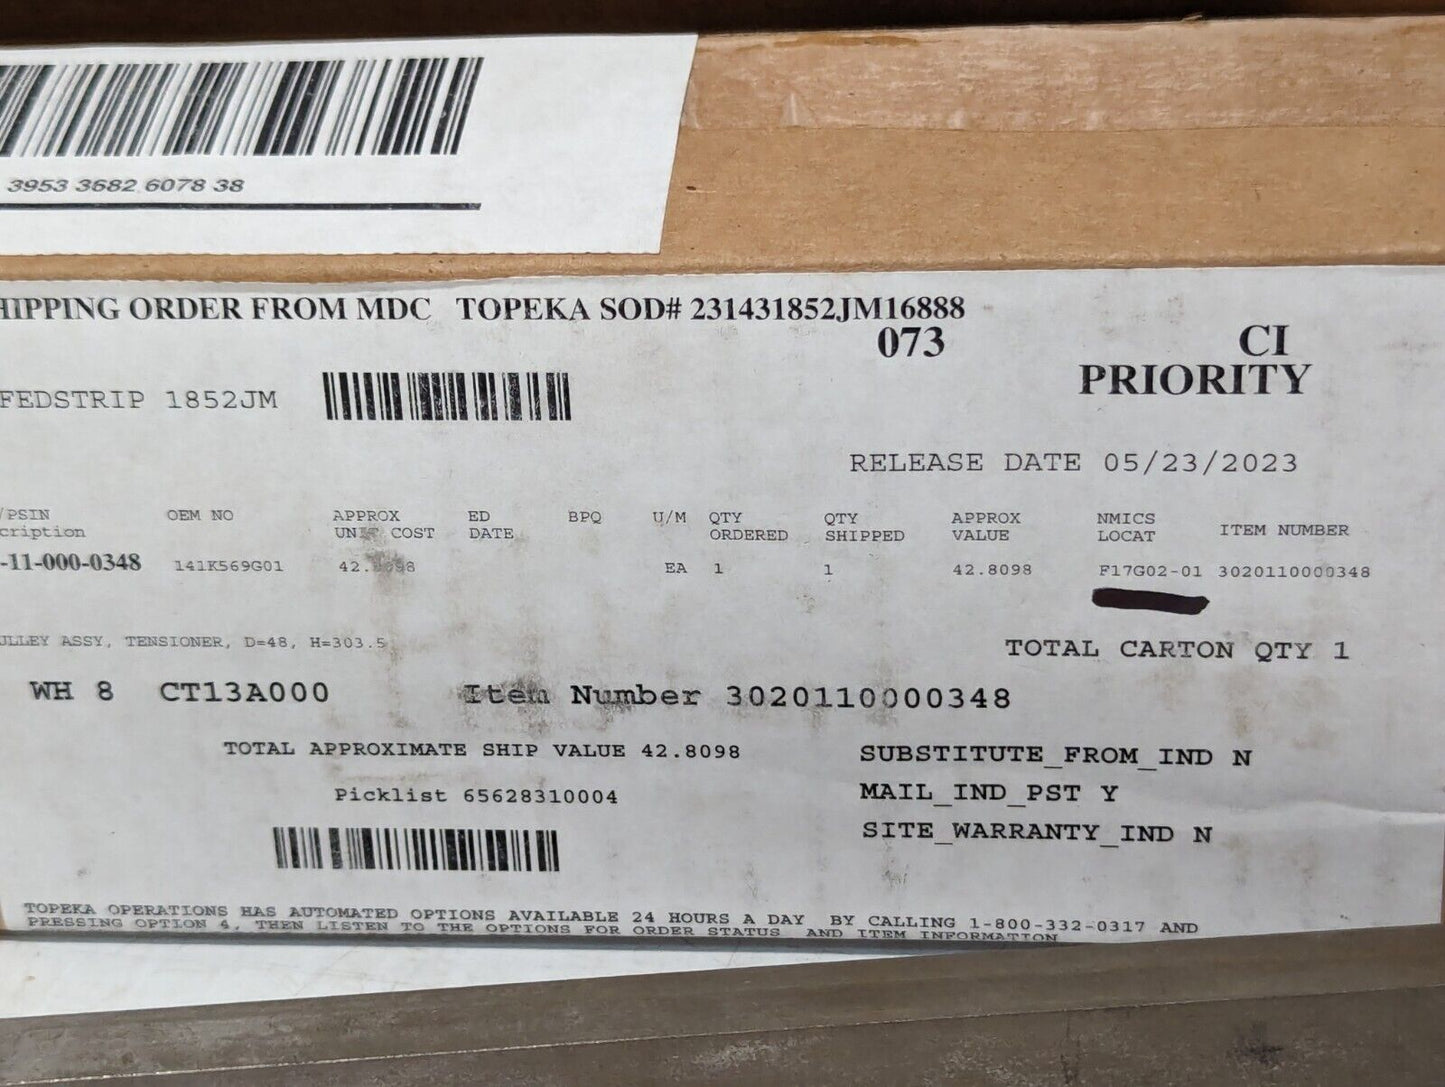 3953 3682 6078 38
HIPPING ORDER FROM MDC TOPEKA SOD# 231431852JM16888
073 CI
PRIORITY
FEDSTRIP 1852JM
RELEASE DATE 05/23/2023
/PSIN OEM NO APPROX ED BPQ U/M QTY QTY APPROX NMICS ITEM NUMBER
cription UNIT COST DATE ORDERED SHIPPED VALUE LOCAT
-11-000-0348 141K569G01 42.8098 EA 1 1 42.8098 F17G02-01 3020110000348
ULLEY ASSY, TENSIONER, D=48, H=303.5
TOTAL CARTON QTY 1
WH 8 CT13A000 Item Number 3020110000348
TOTAL APPROXIMATE SHIP VALUE 42.8098
SUBSTITUTE_FROM_IND N
Picklist 65628310004
MAIL_IND_PST Y
SITE_WARRANTY_IND N
TOPEKA OPERATIONS HAS AUTOMATED OPTIONS AVAILABLE 24 HOURS A DAY BY CALLING 1-800-332-0317 AND
PRESSING OPTION 4, THEN LISTEN TO THE OPTIONS FOR ORDER STATUS AND ITEM INFORMATION